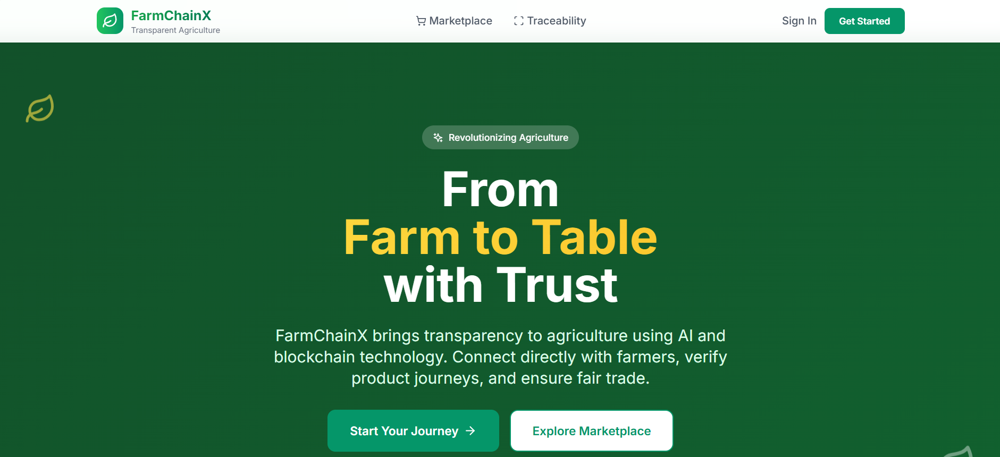 FarmChainX
Transparent Agriculture
Marketplace
Traceability
Sign In
Get Started
Revolutionizing Agriculture
From
Farm to Table
with Trust
FarmChainX brings transparency to agriculture using AI and
blockchain technology. Connect directly with farmers, verify
product journeys, and ensure fair trade.
Start Your Journey →
Explore Marketplace